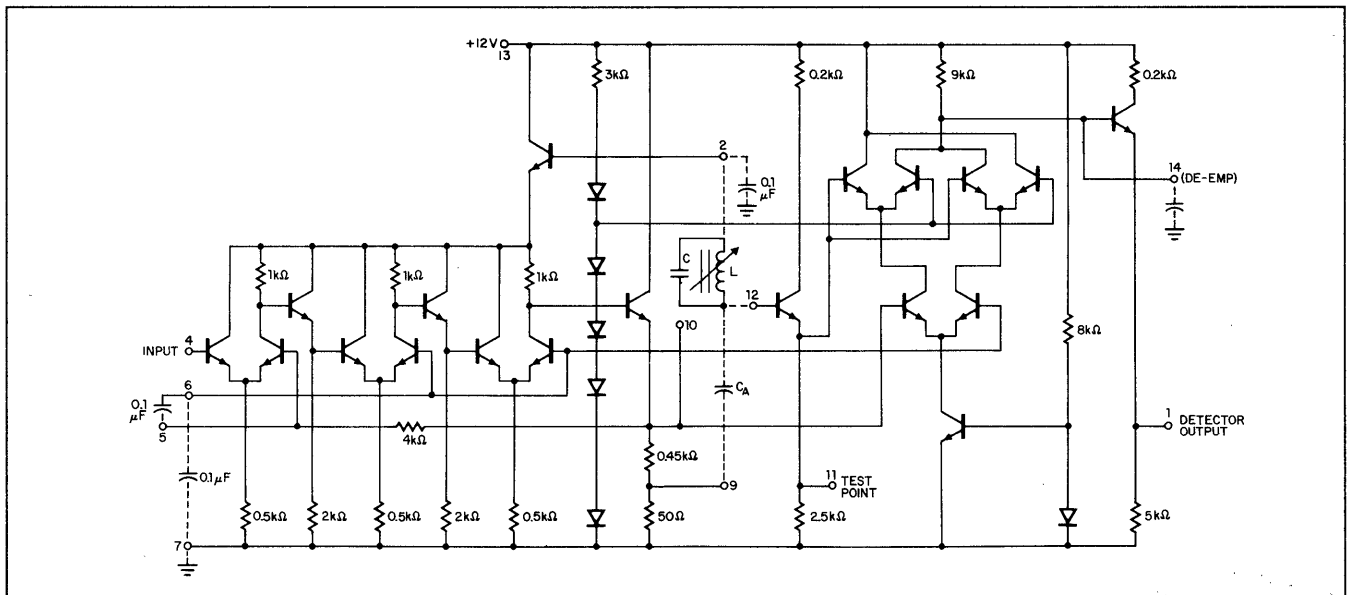 +12V
13
3kΩ
0.2kΩ
9kΩ
0.2kΩ
2
0.1
μF
14
(DE-EMP)
1kΩ
1kΩ
1kΩ
C
L
12
10
8kΩ
INPUT
4
6
0.1
μF
5
4kΩ
CA
1
DETECTOR
OUTPUT
0.45kΩ
9
11
TEST
POINT
0.1μF
0.5kΩ
2kΩ
0.5kΩ
2kΩ
0.5kΩ
50Ω
2.5kΩ
5kΩ
7